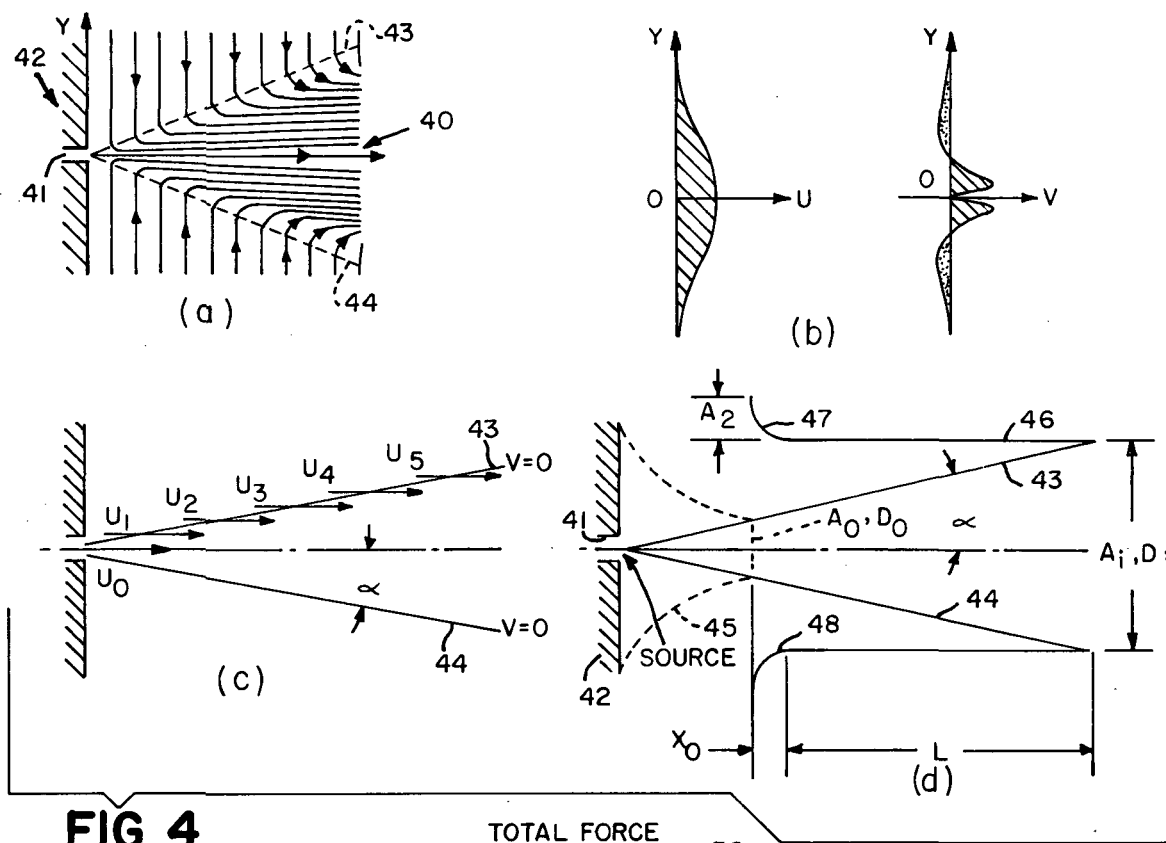 Y
42
43
40
41
44
(a)
Y
O
U
Y
O
V
(b)
43
V=0
U5
U4
U3
U2
U1
U0
α
44
V=0
(c)
A2
47
46
43
41
A0, D0
α
Ai, D
45
44
SOURCE
48
42
X0
L
(d)
FIG 4
TOTAL FORCE